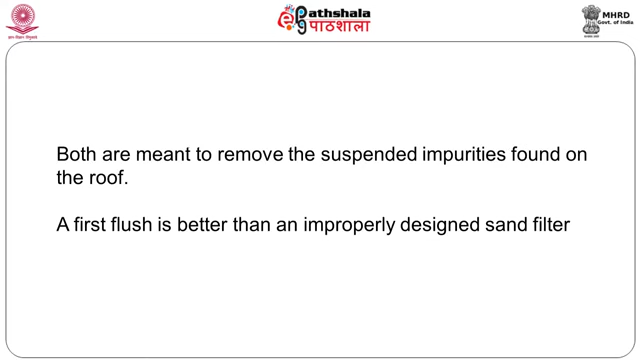 ePathshala
पाठशाला
MHRD
Govt. of India
Both are meant to remove the suspended impurities found on
the roof.
A first flush is better than an improperly designed sand filter